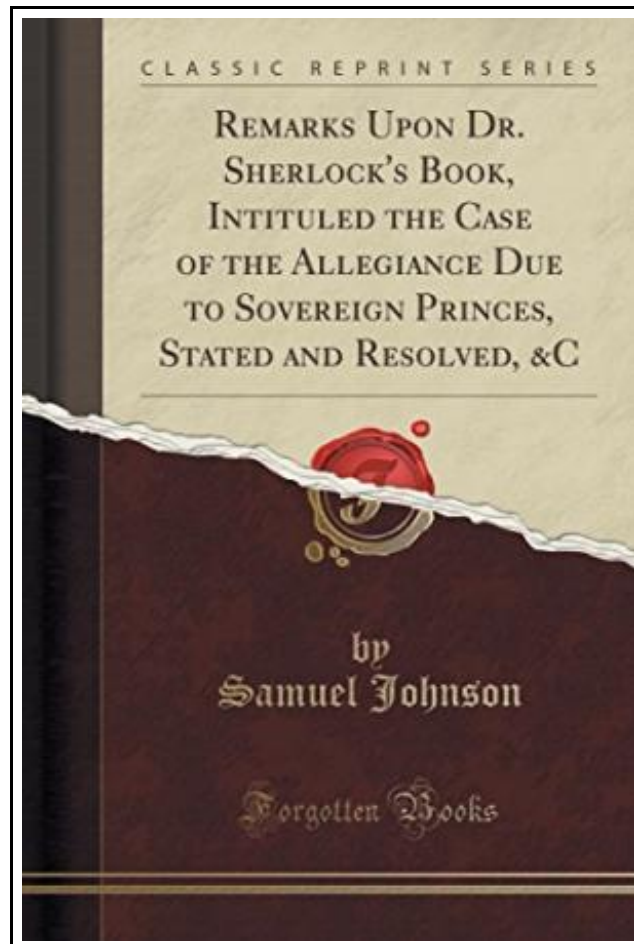 CLASSIC REPRINT SERIES
REMARKS UPON DR.
SHERLOCK'S BOOK,
INTITULED THE CASE
OF THE ALLEGIANCE DUE
TO SOVEREIGN PRINCES,
STATED AND RESOLVED, &C
by
Samuel Johnson
Forgotten Books